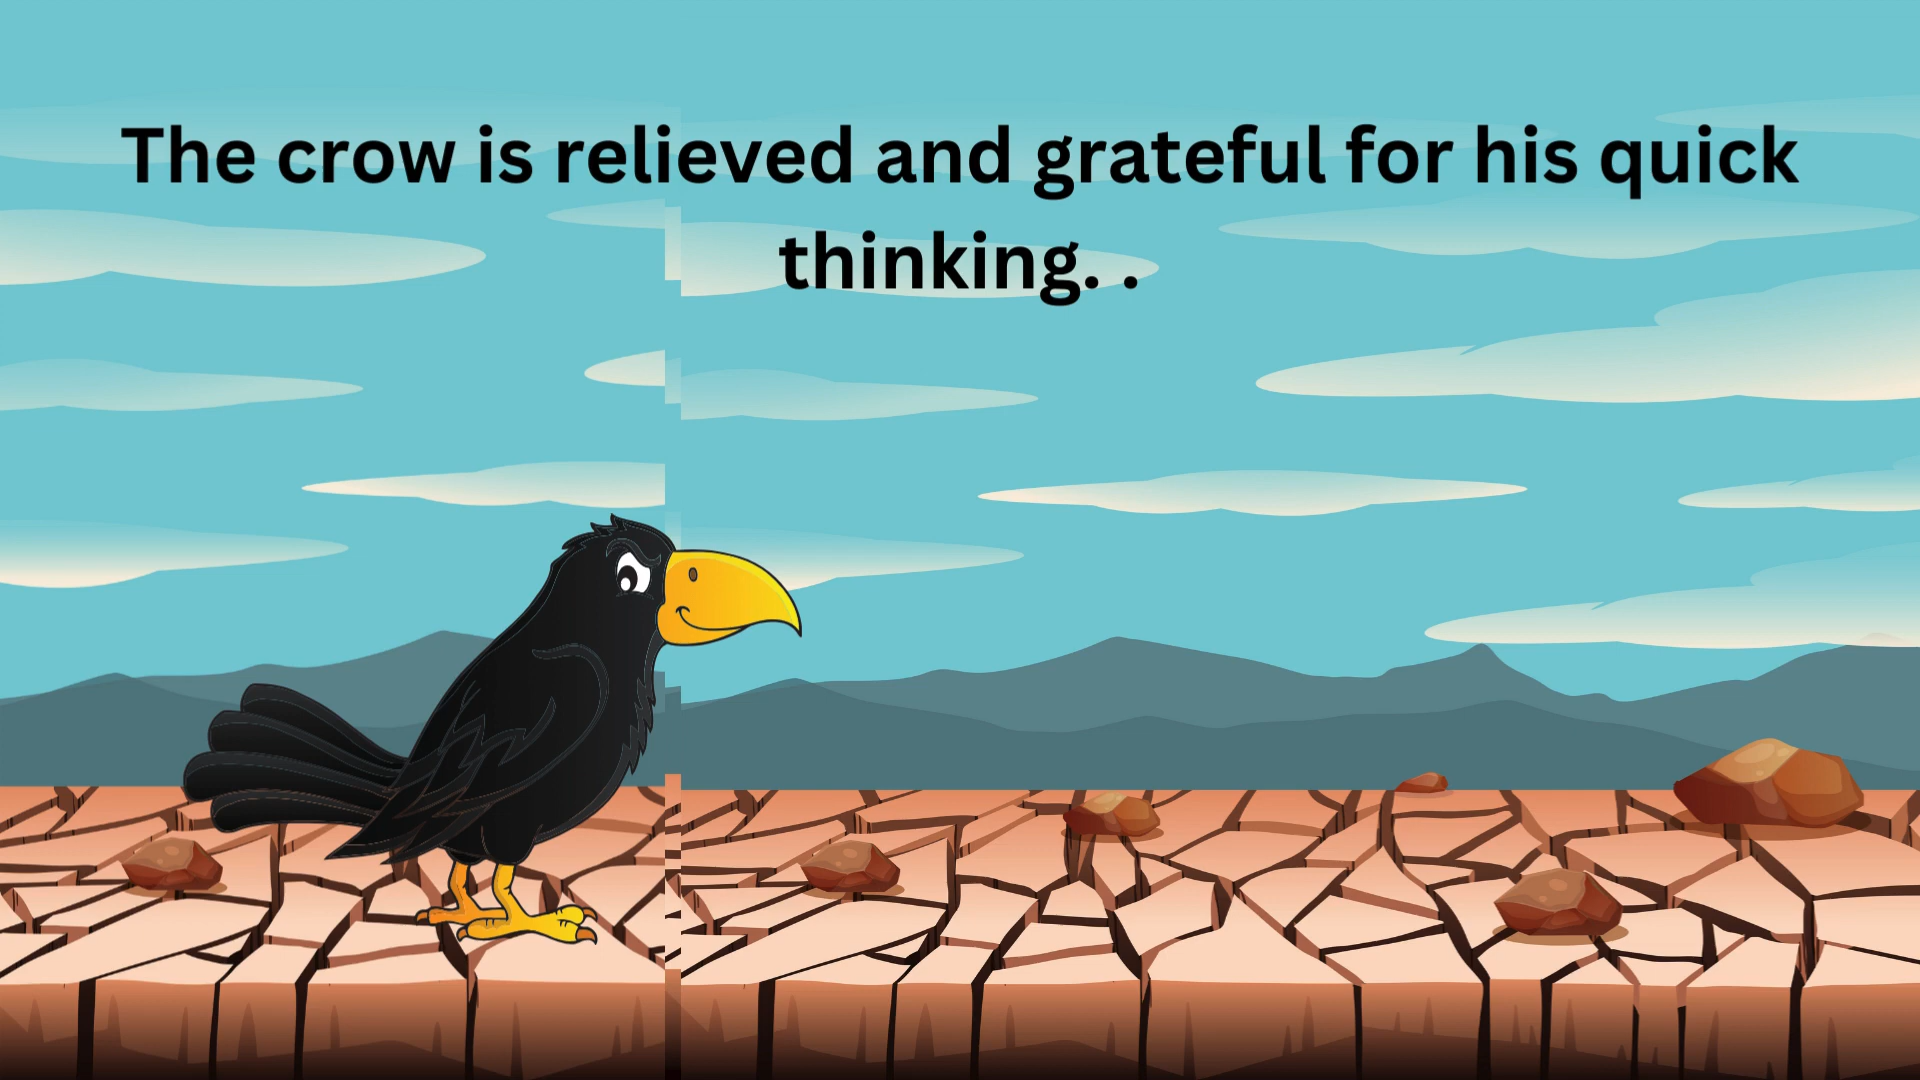 The crow is relieved and grateful for his quick
thinking. .